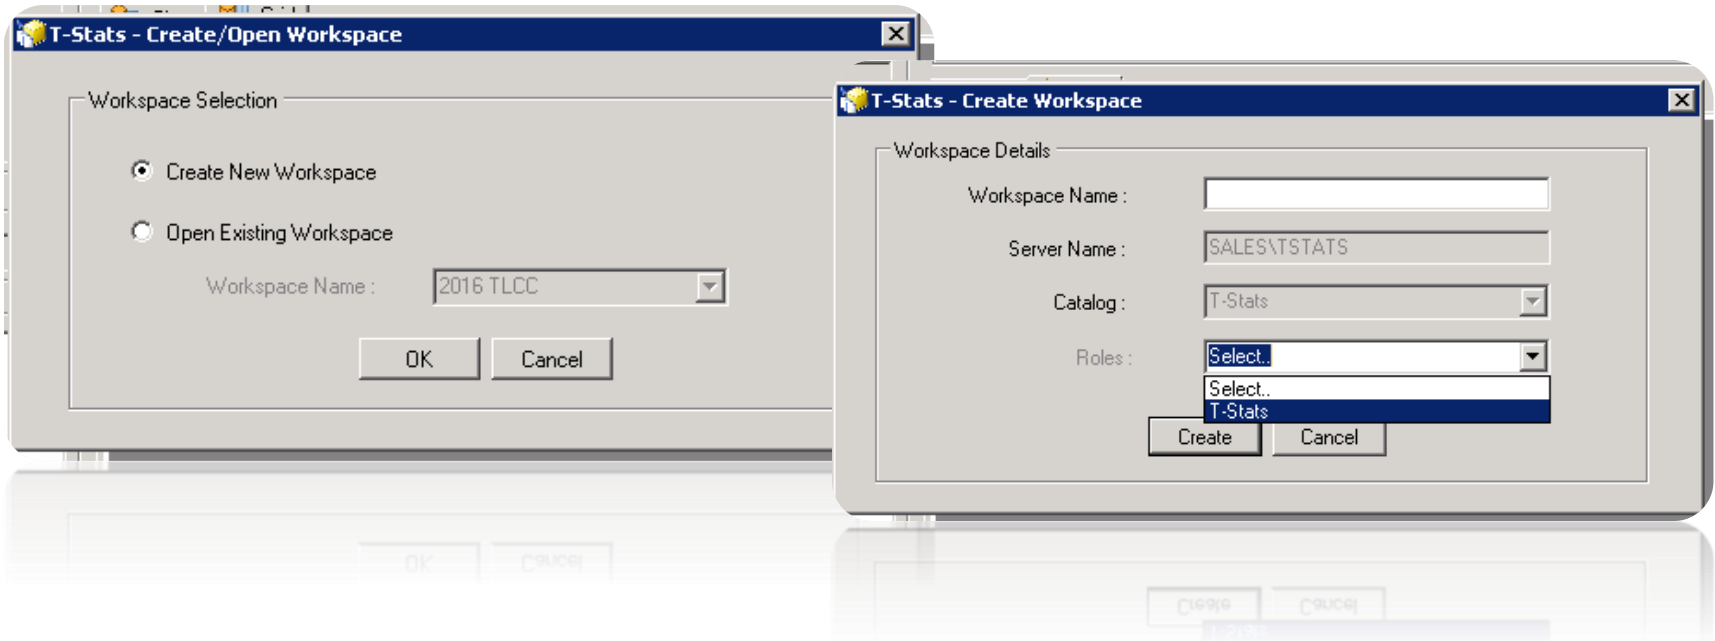 T-Stats - Create/Open Workspace
Workspace Selection
Create New Workspace
Open Existing Workspace
Workspace Name : 2016 TLCC
OK Cancel
T-Stats - Create Workspace
Workspace Details
Workspace Name :
Server Name : SALES\TSTATS
Catalog : T-Stats
Roles : Select..
Select..
T-Stats
Create Cancel